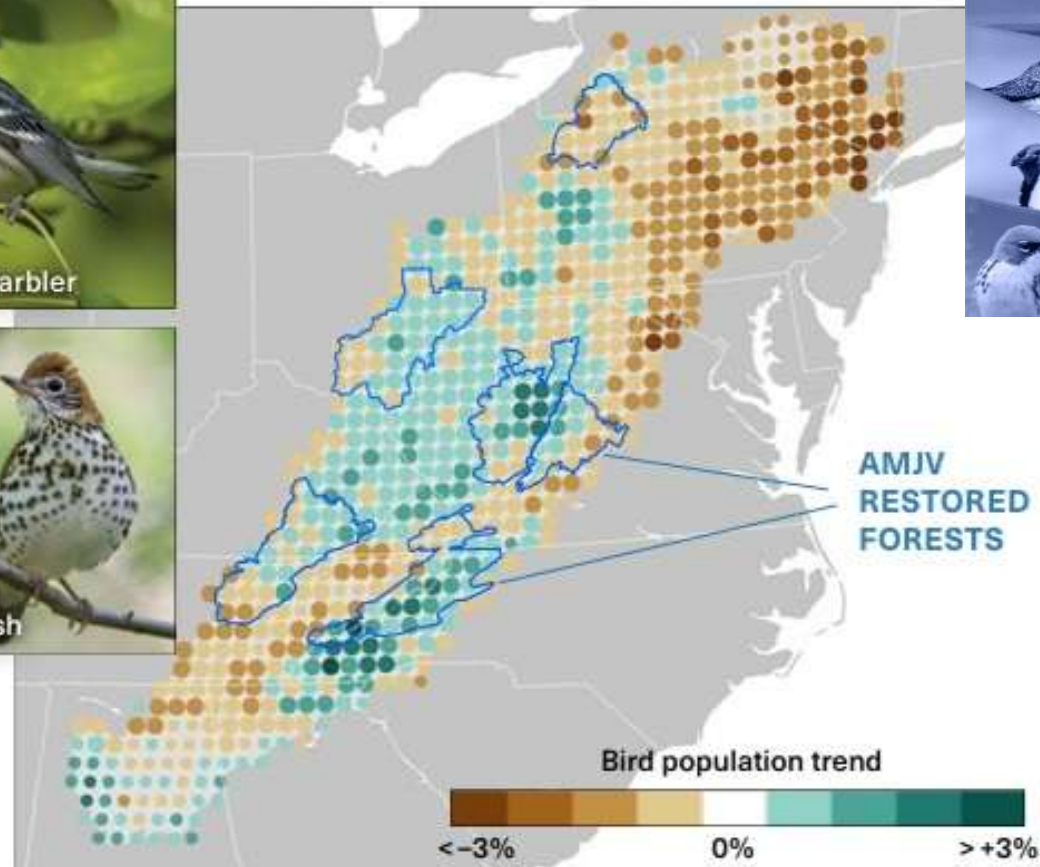 arbler
sh
AMJV
RESTORED
FORESTS
Bird population trend
<-3%
0%
>+3%